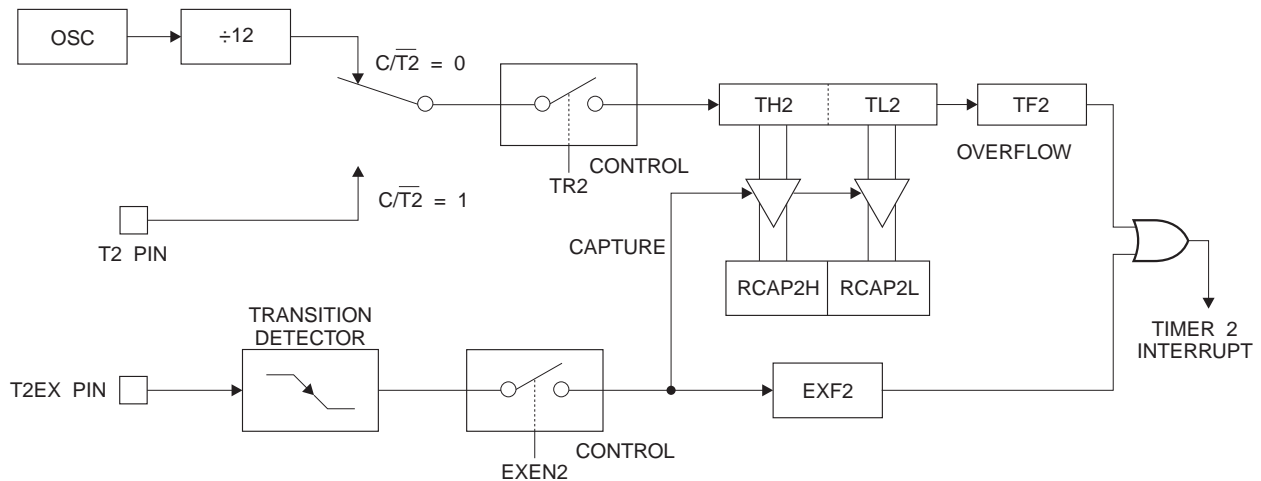 OSC
÷12
C/T2 = 0
TH2
TL2
TF2
OVERFLOW
CONTROL
TR2
C/T2 = 1
T2 PIN
CAPTURE
RCAP2H
RCAP2L
TRANSITION
DETECTOR
TIMER 2
INTERRUPT
T2EX PIN
EXF2
CONTROL
EXEN2